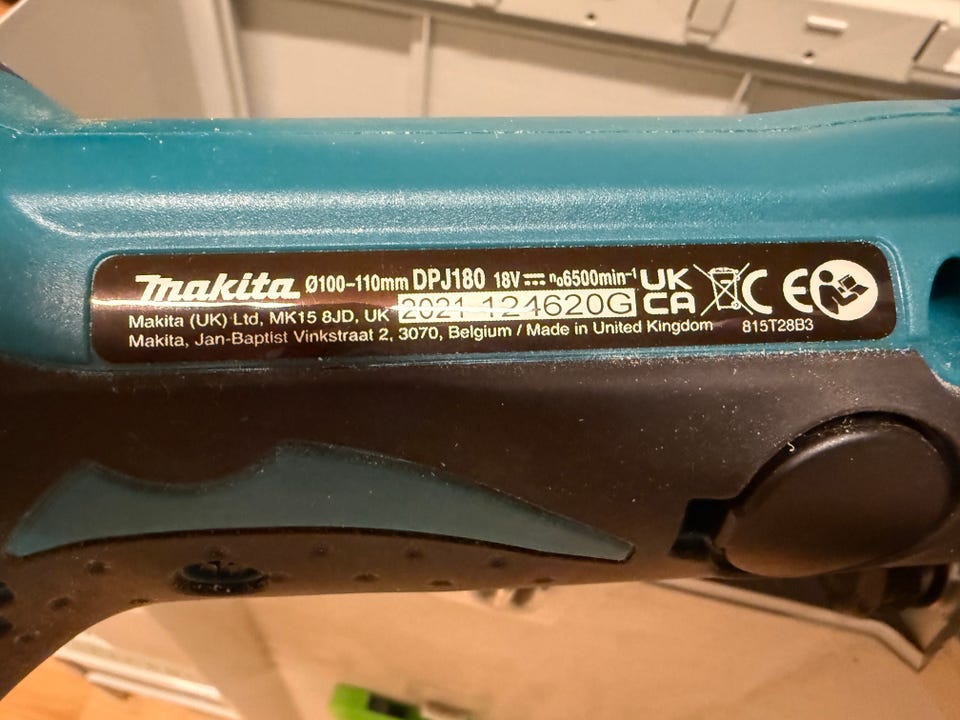 makita Ø100-110mm DPJ180 18V⎓ n₀6500min⁻¹ UK CA CE
Makita (UK) Ltd, MK15 8JD, UK 2021 124620G
Makita, Jan-Baptist Vinkstraat 2, 3070, Belgium / Made in United Kingdom 815T28B3